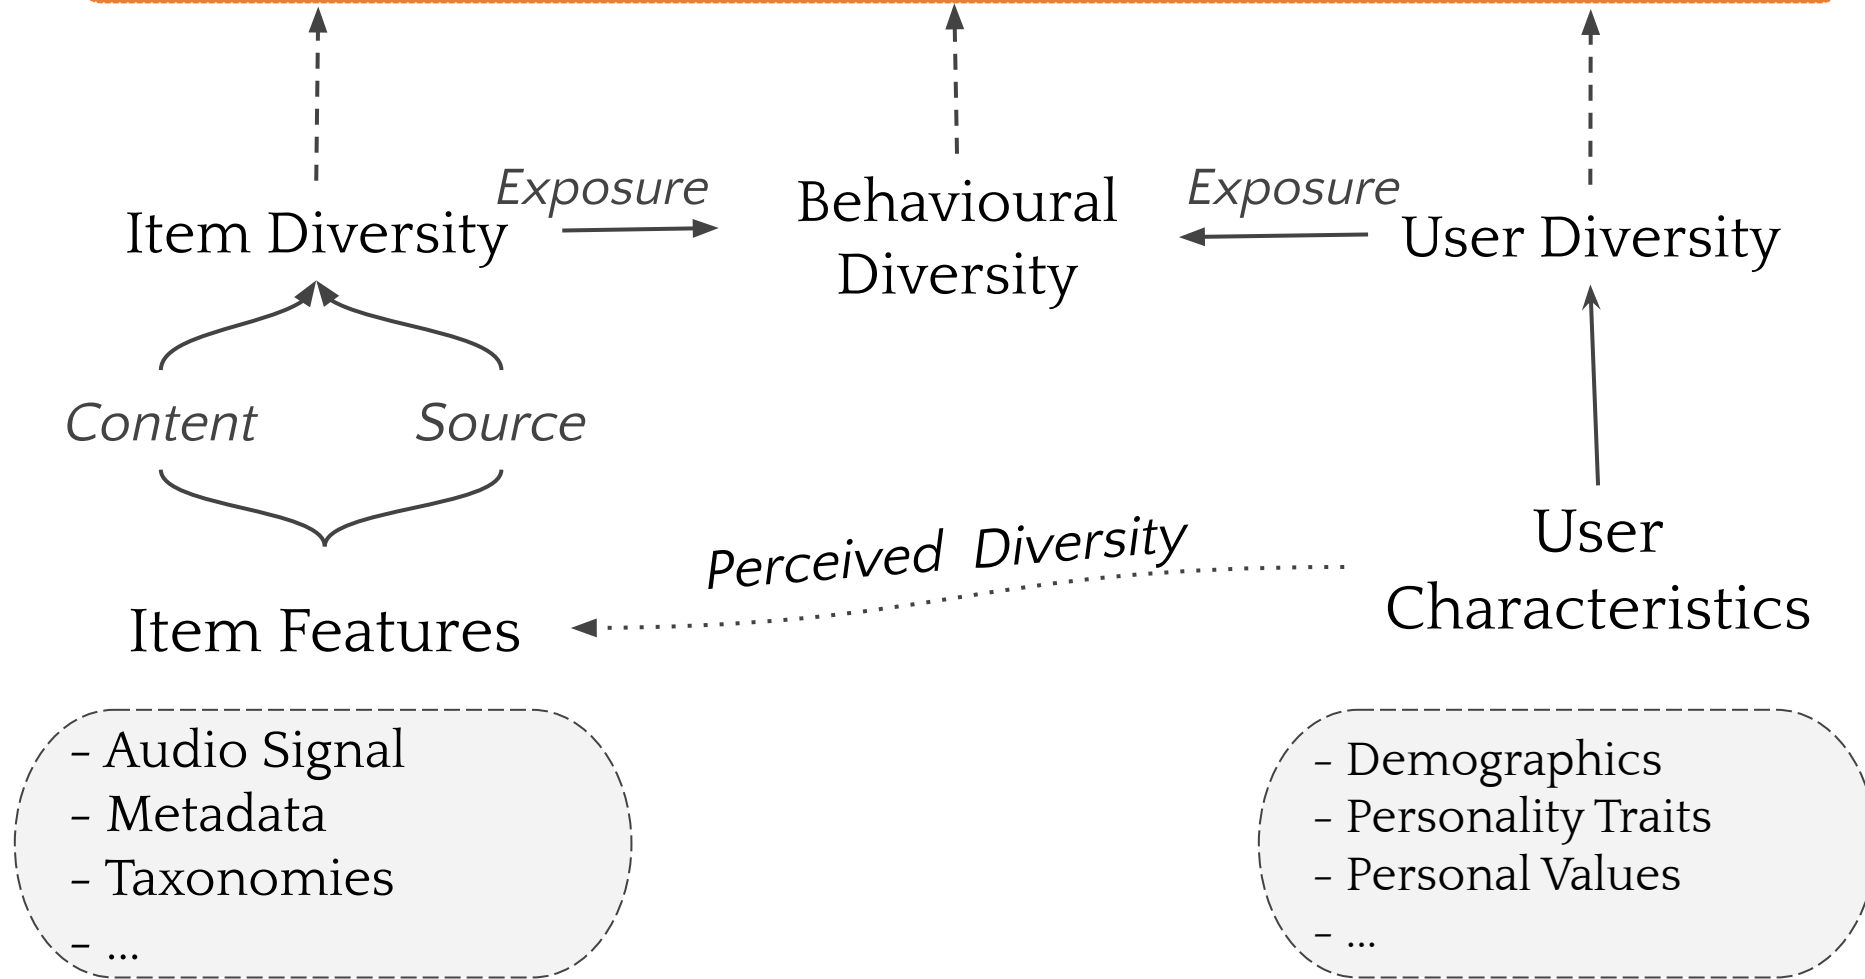 Exposure
Exposure
Item Diversity
Behavioural
Diversity
User Diversity
Content
Source
Perceived Diversity
User
Characteristics
Item Features
- Audio Signal
- Metadata
- Taxonomies
- ...
- Demographics
- Personality Traits
- Personal Values
- ...